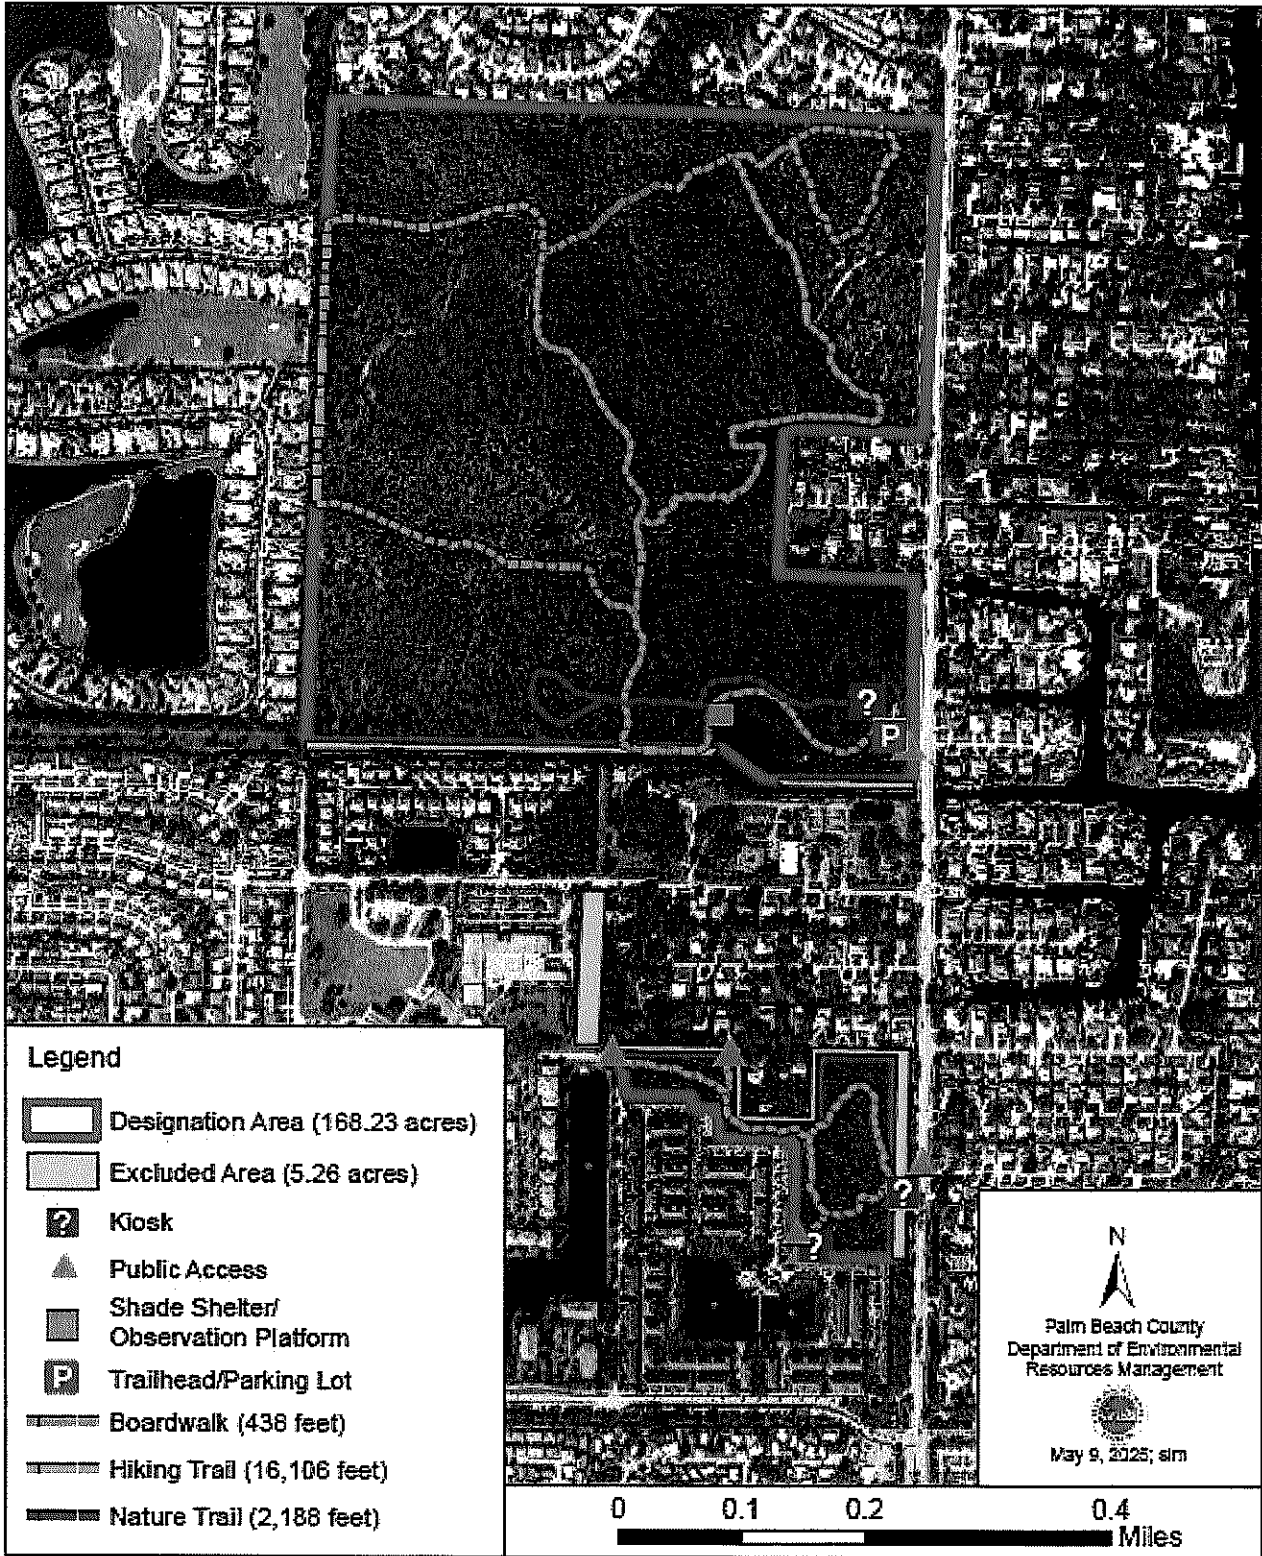 ?
P
?
?
Legend
Designation Area (168.23 acres)
Excluded Area (5.26 acres)
? Kiosk
Public Access
Shade Shelter/
Observation Platform
P Trailhead/Parking Lot
Boardwalk (438 feet)
Hiking Trail (16,106 feet)
Nature Trail (2,188 feet)
N
Palm Beach County
Department of Environmental
Resources Management
May 9, 2025; slm
0 0.1 0.2 0.4
Miles